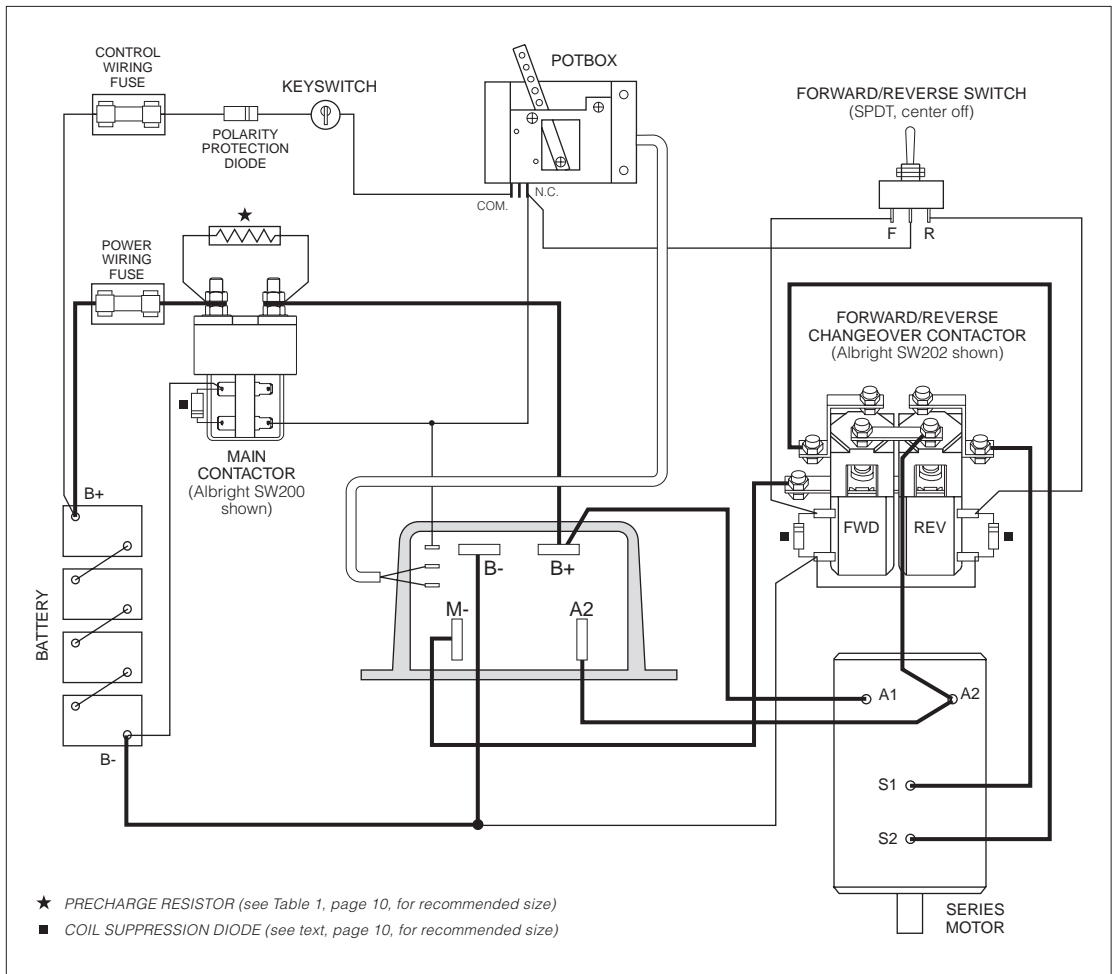 CONTROL
WIRING
FUSE
KEYSWITCH
POLARITY
PROTECTION
DIODE
POTBOX
COM.
N.C.
FORWARD/REVERSE SWITCH
(SPDT, center off)
F
R
★
POWER
WIRING
FUSE
MAIN
CONTACTOR
(Albright SW200
shown)
FORWARD/REVERSE
CHANGEOVER CONTACTOR
(Albright SW202 shown)
FWD
REV
B+
BATTERY
B-
B-
B+
M-
A2
A1
A2
S1
S2
SERIES
MOTOR
★ PRECHARGE RESISTOR (see Table 1, page 10, for recommended size)
■ COIL SUPPRESSION DIODE (see text, page 10, for recommended size)